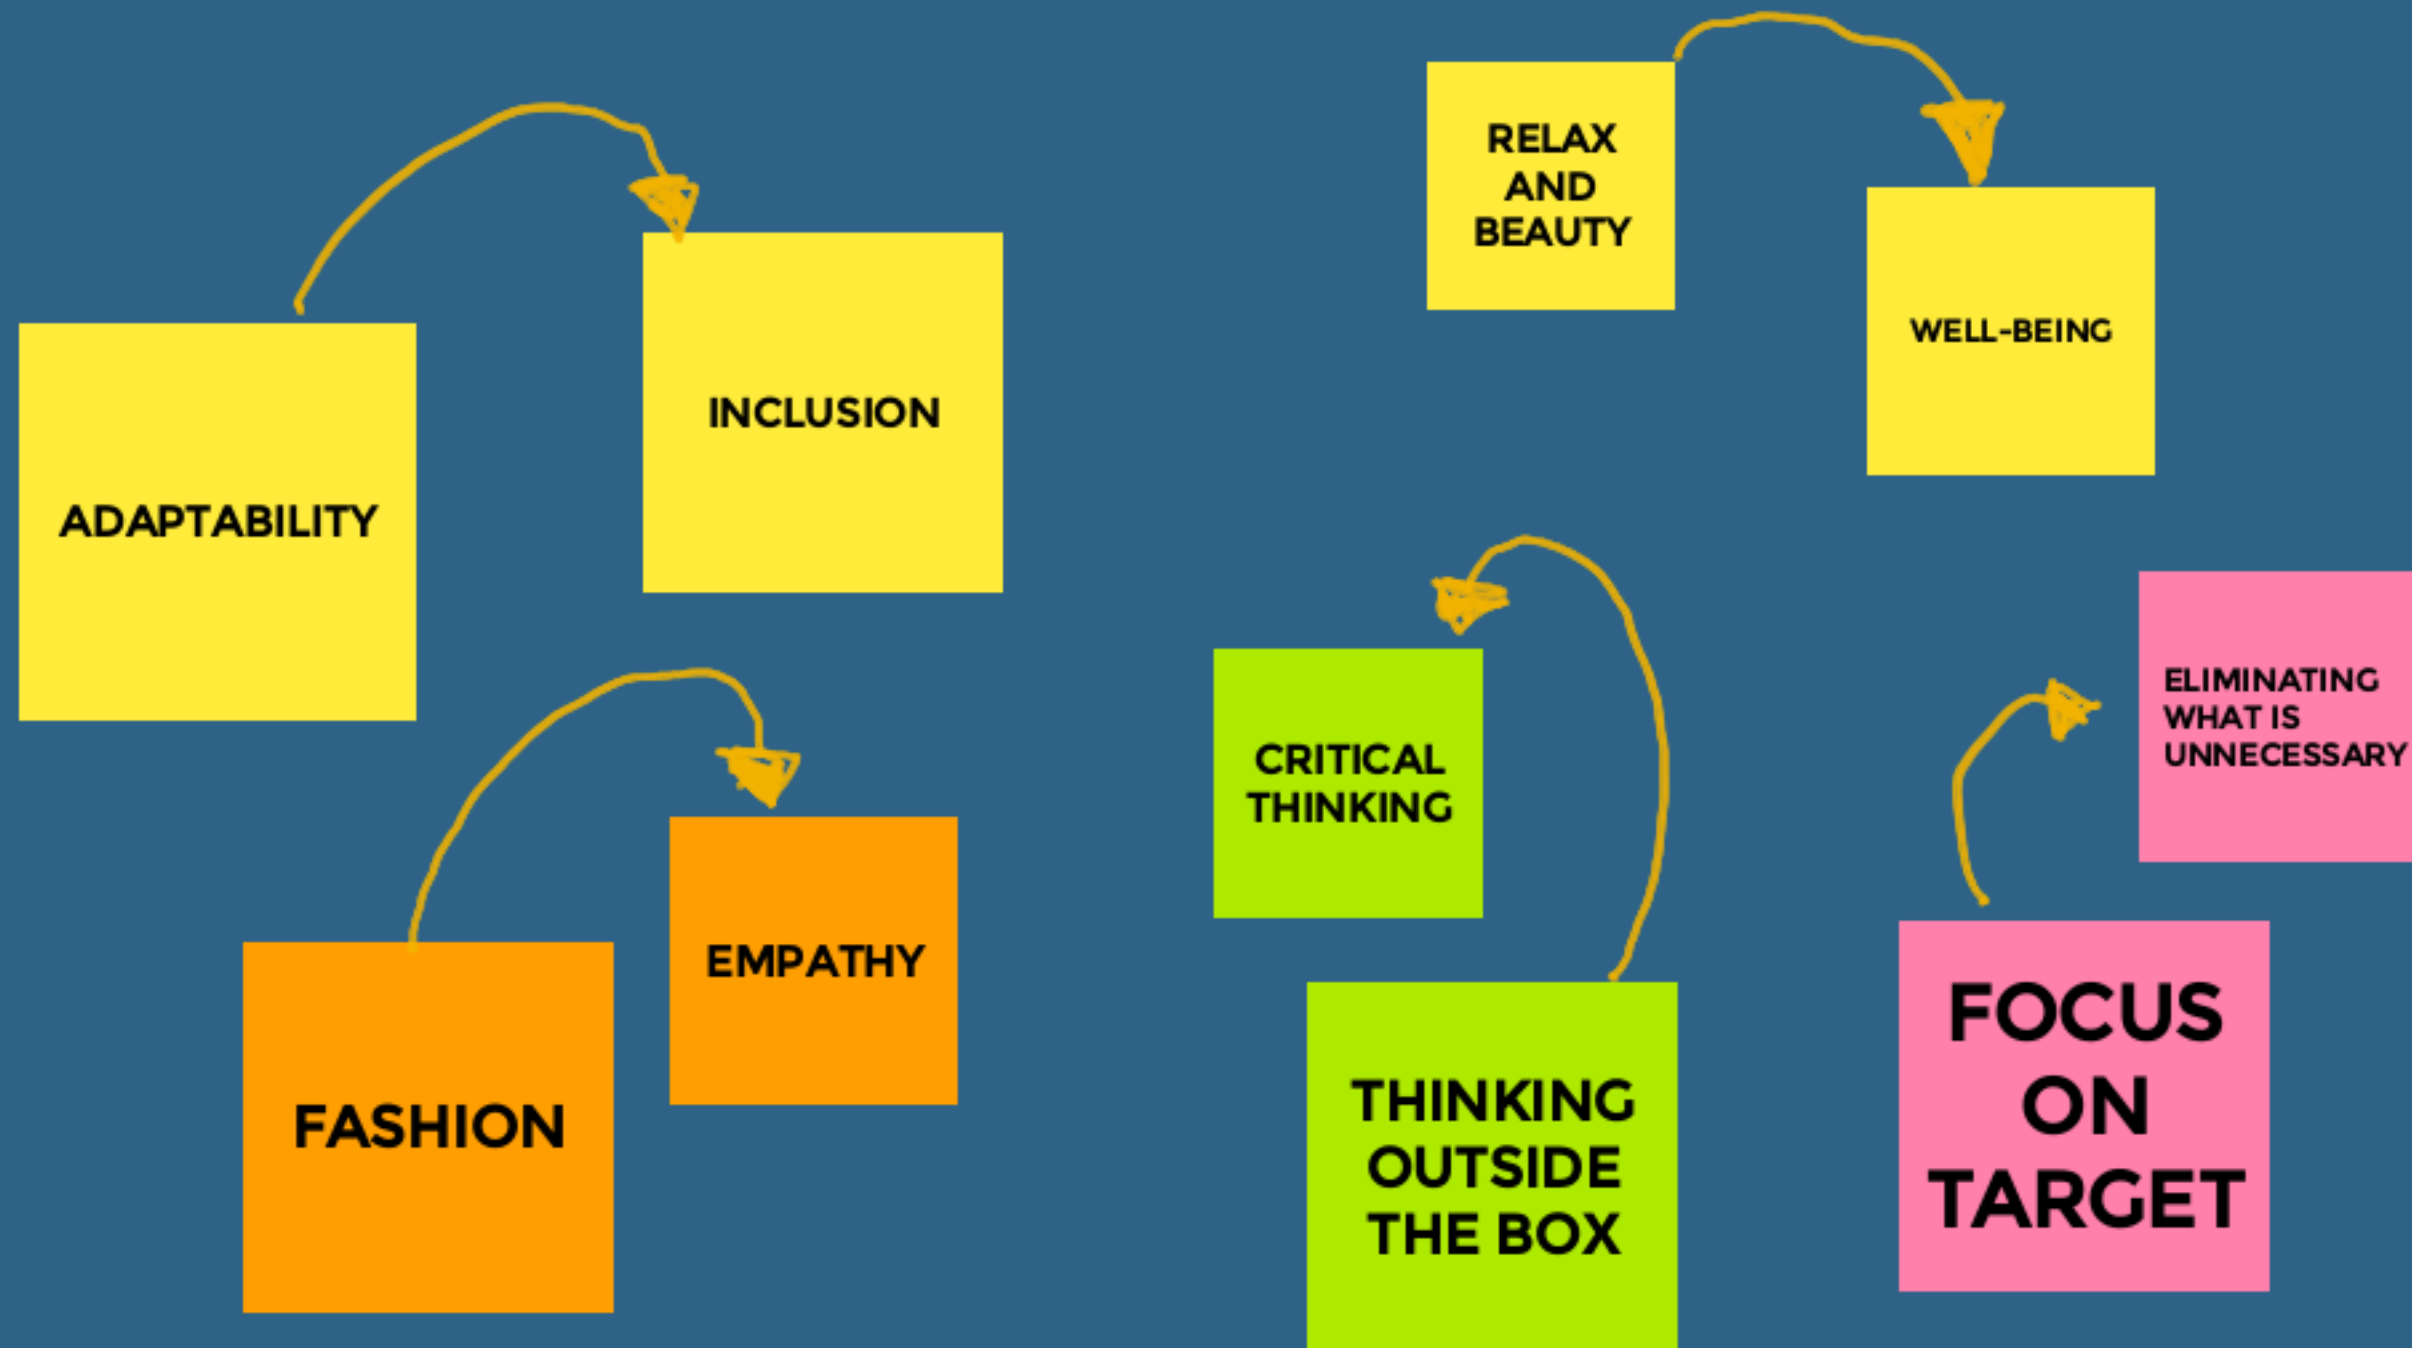 ADAPTABILITY
INCLUSION
RELAX
AND
BEAUTY
WELL-BEING
FASHION
EMPATHY
CRITICAL
THINKING
THINKING
OUTSIDE
THE BOX
ELIMINATING
WHAT IS
UNNECESSARY
FOCUS
ON
TARGET